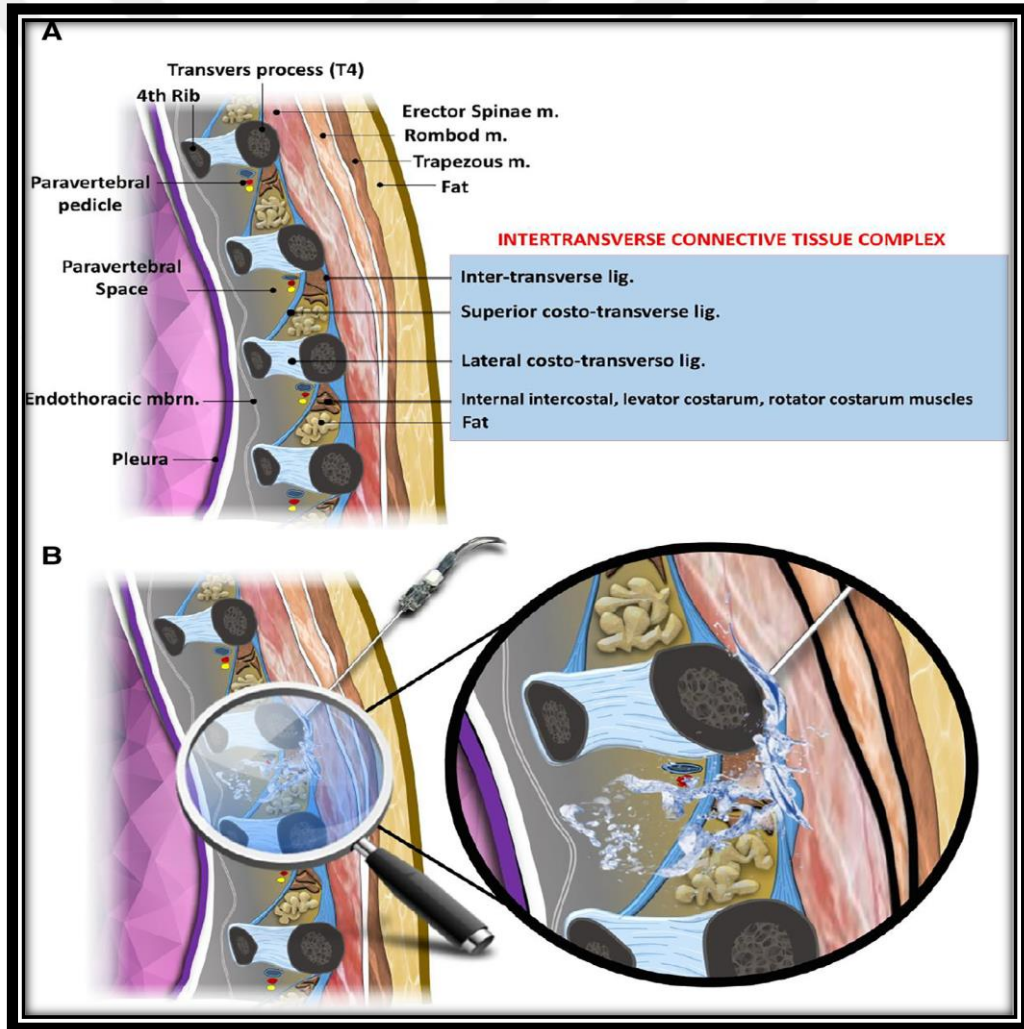 A
Transvers process (T4)
4th Rib
Erector Spinae m.
Rombod m.
Trapezous m.
Fat
Paravertebral
pedicle
INTERTRANSVERSE CONNECTIVE TISSUE COMPLEX
Paravertebral
Space
Inter-transverse lig.
Superior costo-transverse lig.
Lateral costo-transverso lig.
Endothoracic mbrn.
Internal intercostal, levator costarum, rotator costarum muscles
Fat
Pleura
B